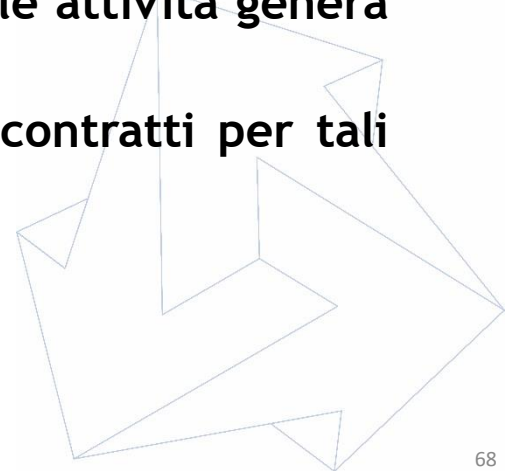 le attività genera
contratti per tali
68